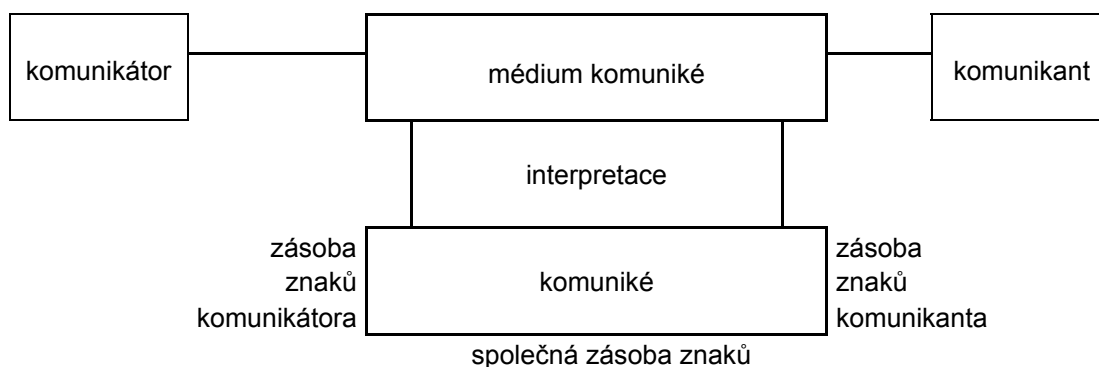 komunikátor
médium komuniké
komunikant
interpretace
zásoba
znaků
komunikátora
komuniké
zásoba
znaků
komunikanta
společná zásoba znaků